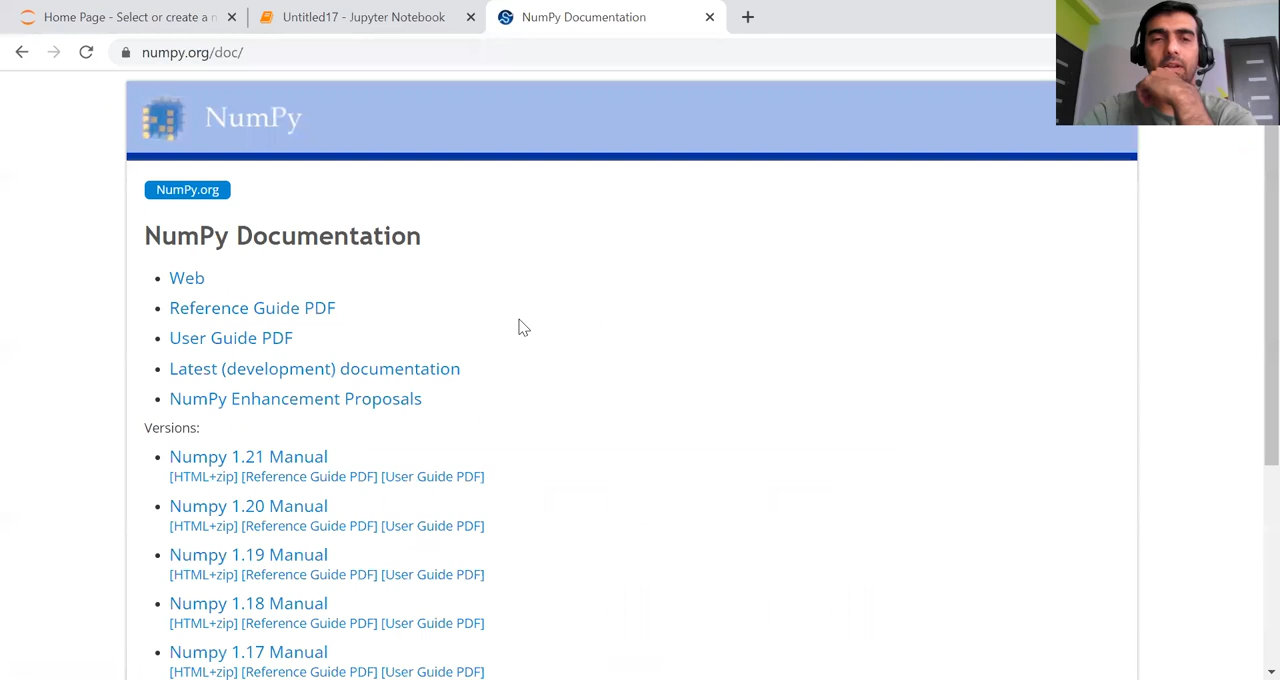 Home Page - Select or create a n
Untitled17 - Jupyter Notebook
NumPy Documentation
numpy.org/doc/
NumPy
NumPy.org
NumPy Documentation
• Web
• Reference Guide PDF
• User Guide PDF
• Latest (development) documentation
• NumPy Enhancement Proposals
Versions:
• Numpy 1.21 Manual
[HTML+zip] [Reference Guide PDF] [User Guide PDF]
• Numpy 1.20 Manual
[HTML+zip] [Reference Guide PDF] [User Guide PDF]
• Numpy 1.19 Manual
[HTML+zip] [Reference Guide PDF] [User Guide PDF]
• Numpy 1.18 Manual
[HTML+zip] [Reference Guide PDF] [User Guide PDF]
• Numpy 1.17 Manual
[HTML+zip] [Reference Guide PDF] [User Guide PDF]